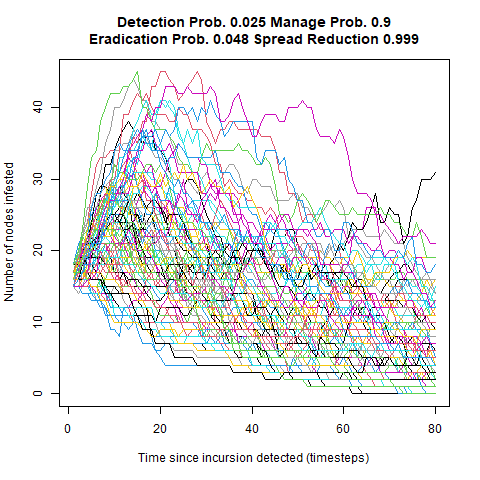 Detection Prob. 0.025 Manage Prob. 0.9
Eradication Prob. 0.048 Spread Reduction 0.999
Number of nodes infested
40
30
20
10
0
0 20 40 60 80
Time since incursion detected (timesteps)